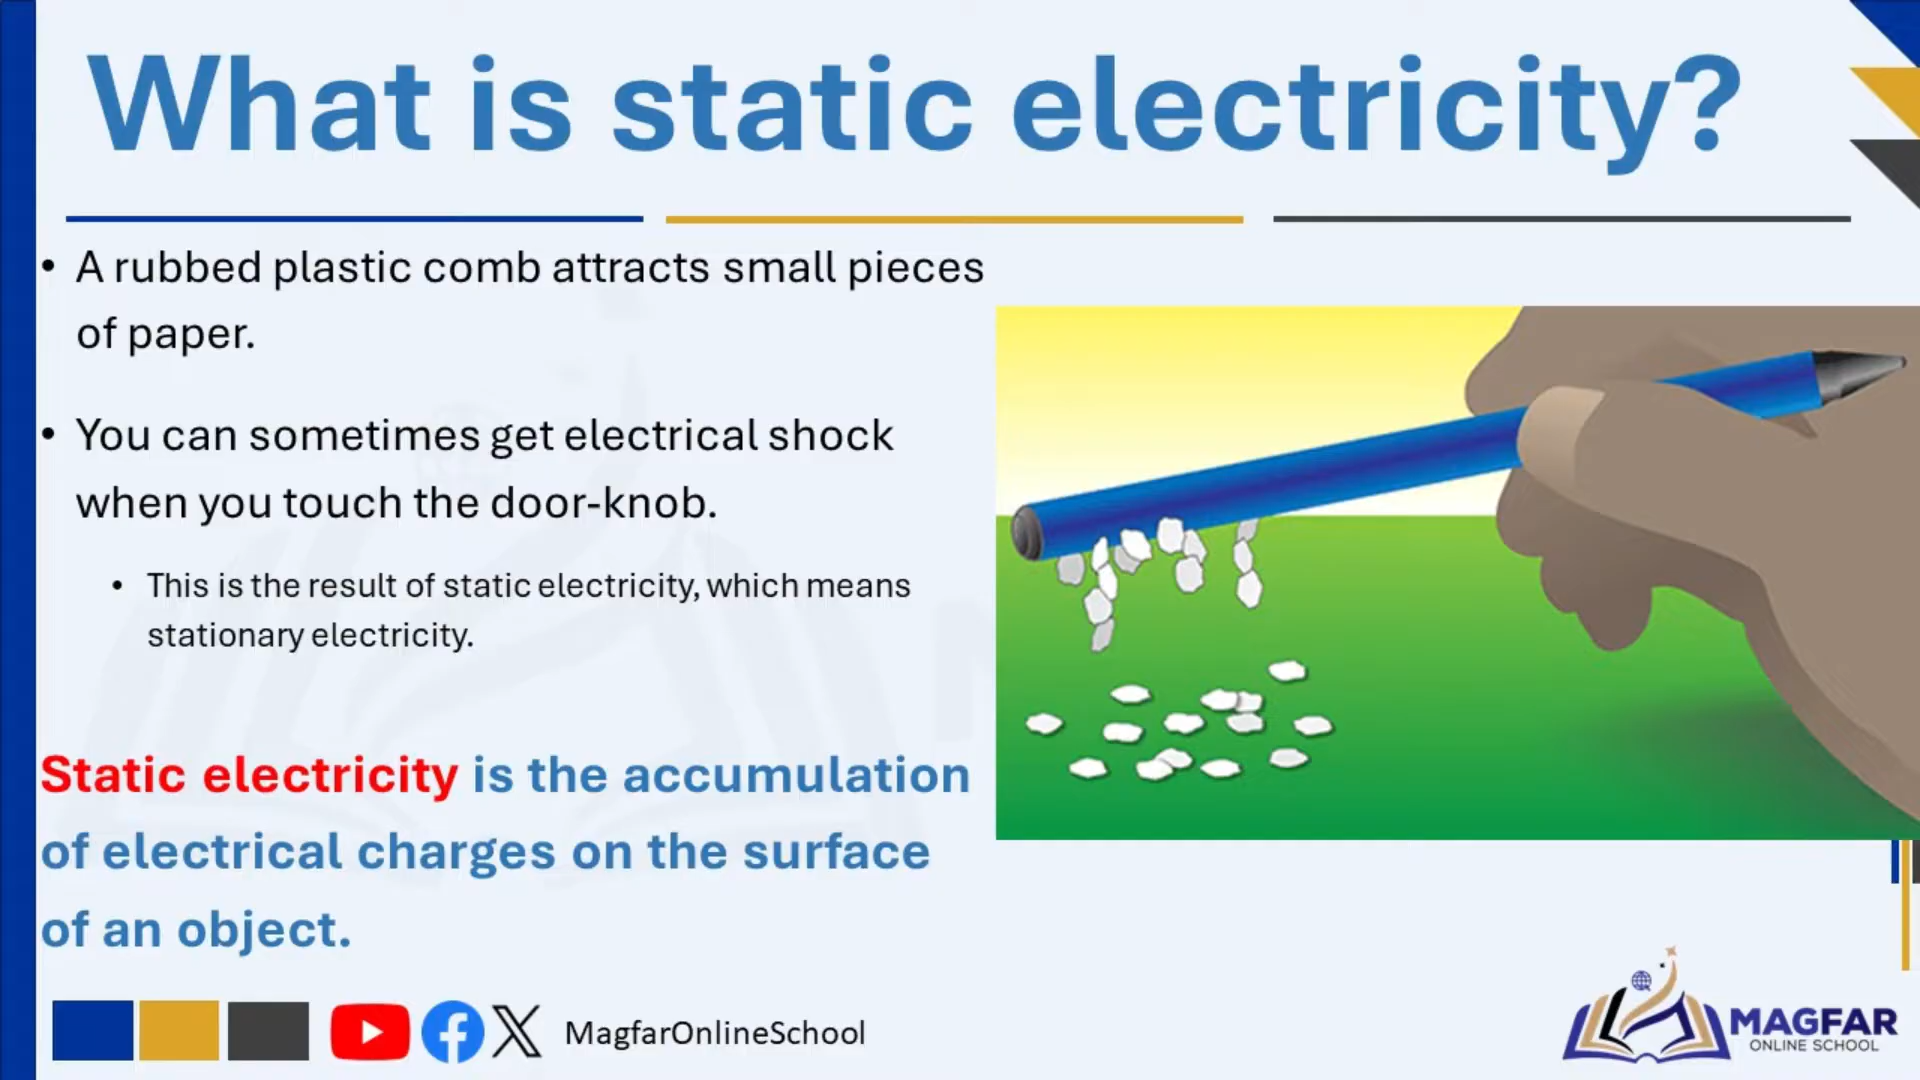 What is static electricity?
• A rubbed plastic comb attracts small pieces
of paper.
• You can sometimes get electrical shock
when you touch the door-knob.
• This is the result of static electricity, which means
stationary electricity.
Static electricity is the accumulation
of electrical charges on the surface
of an object.
MagfarOnlineSchool
MAGFAR
ONLINE SCHOOL